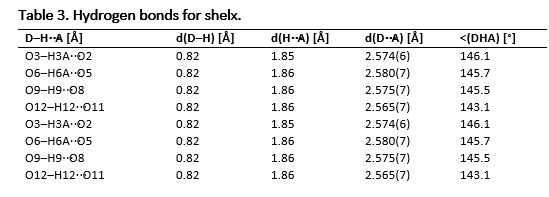 Table 3. Hydrogen bonds for shelx.
D–H··A [Å] d(D–H) [Å] d(H··A) [Å] d(D··A) [Å] <(DHA) [°]
O3–H3A··O2 0.82 1.85 2.574(6) 146.1
O6–H6A··O5 0.82 1.86 2.580(7) 145.7
O9–H9··O8 0.82 1.86 2.575(7) 145.5
O12–H12··O11 0.82 1.86 2.565(7) 143.1
O3–H3A··O2 0.82 1.85 2.574(6) 146.1
O6–H6A··O5 0.82 1.86 2.580(7) 145.7
O9–H9··O8 0.82 1.86 2.575(7) 145.5
O12–H12··O11 0.82 1.86 2.565(7) 143.1